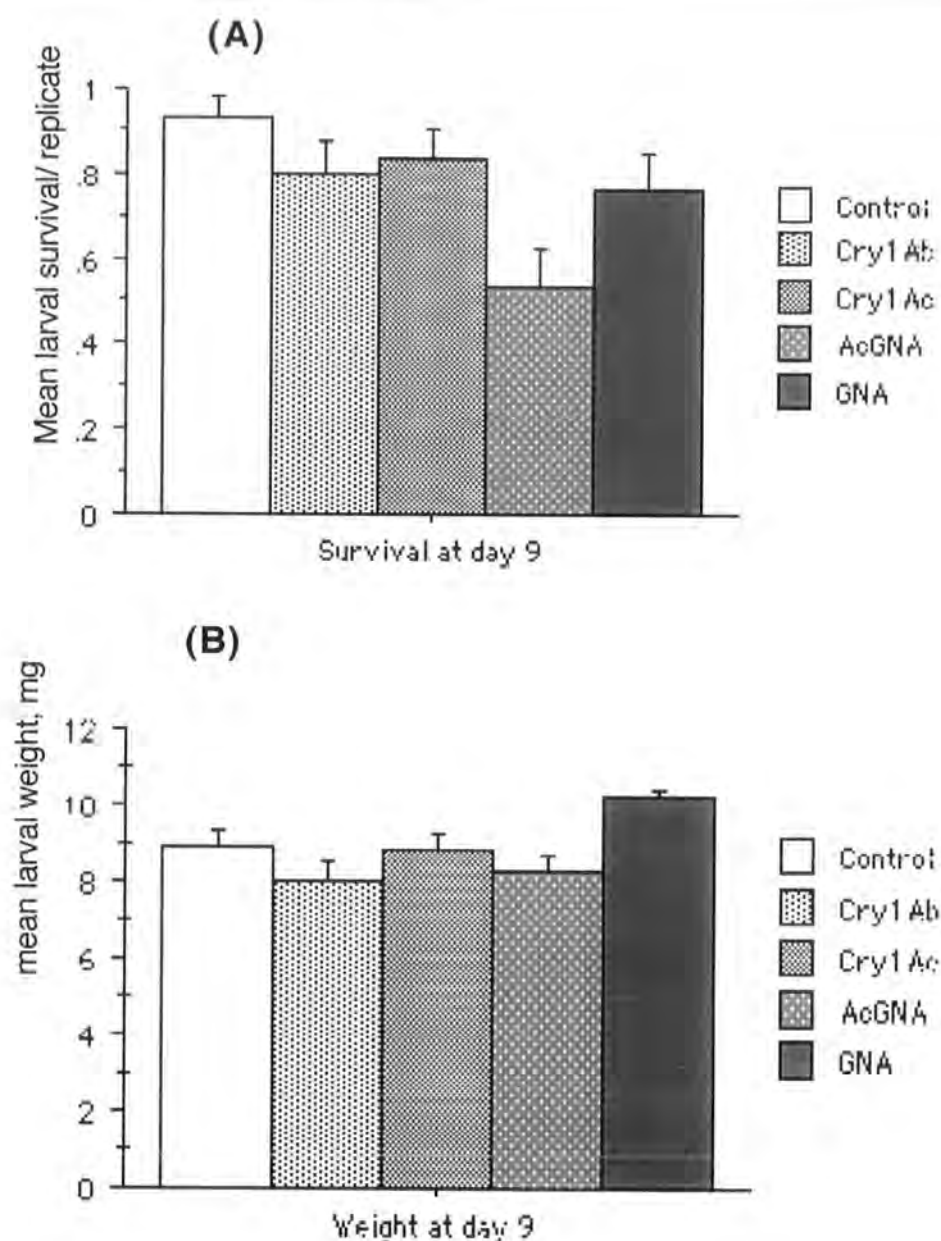 (A)
Mean larval survival/ replicate
1
.8
.6
.4
.2
0
Survival at day 9
Control
Cry1Ab
Cry1Ac
AcGNA
GNA
(B)
mean larval weight, mg
12
10
8
6
4
2
0
Weight at day 9
Control
Cry1Ab
Cry1Ac
AcGNA
GNA